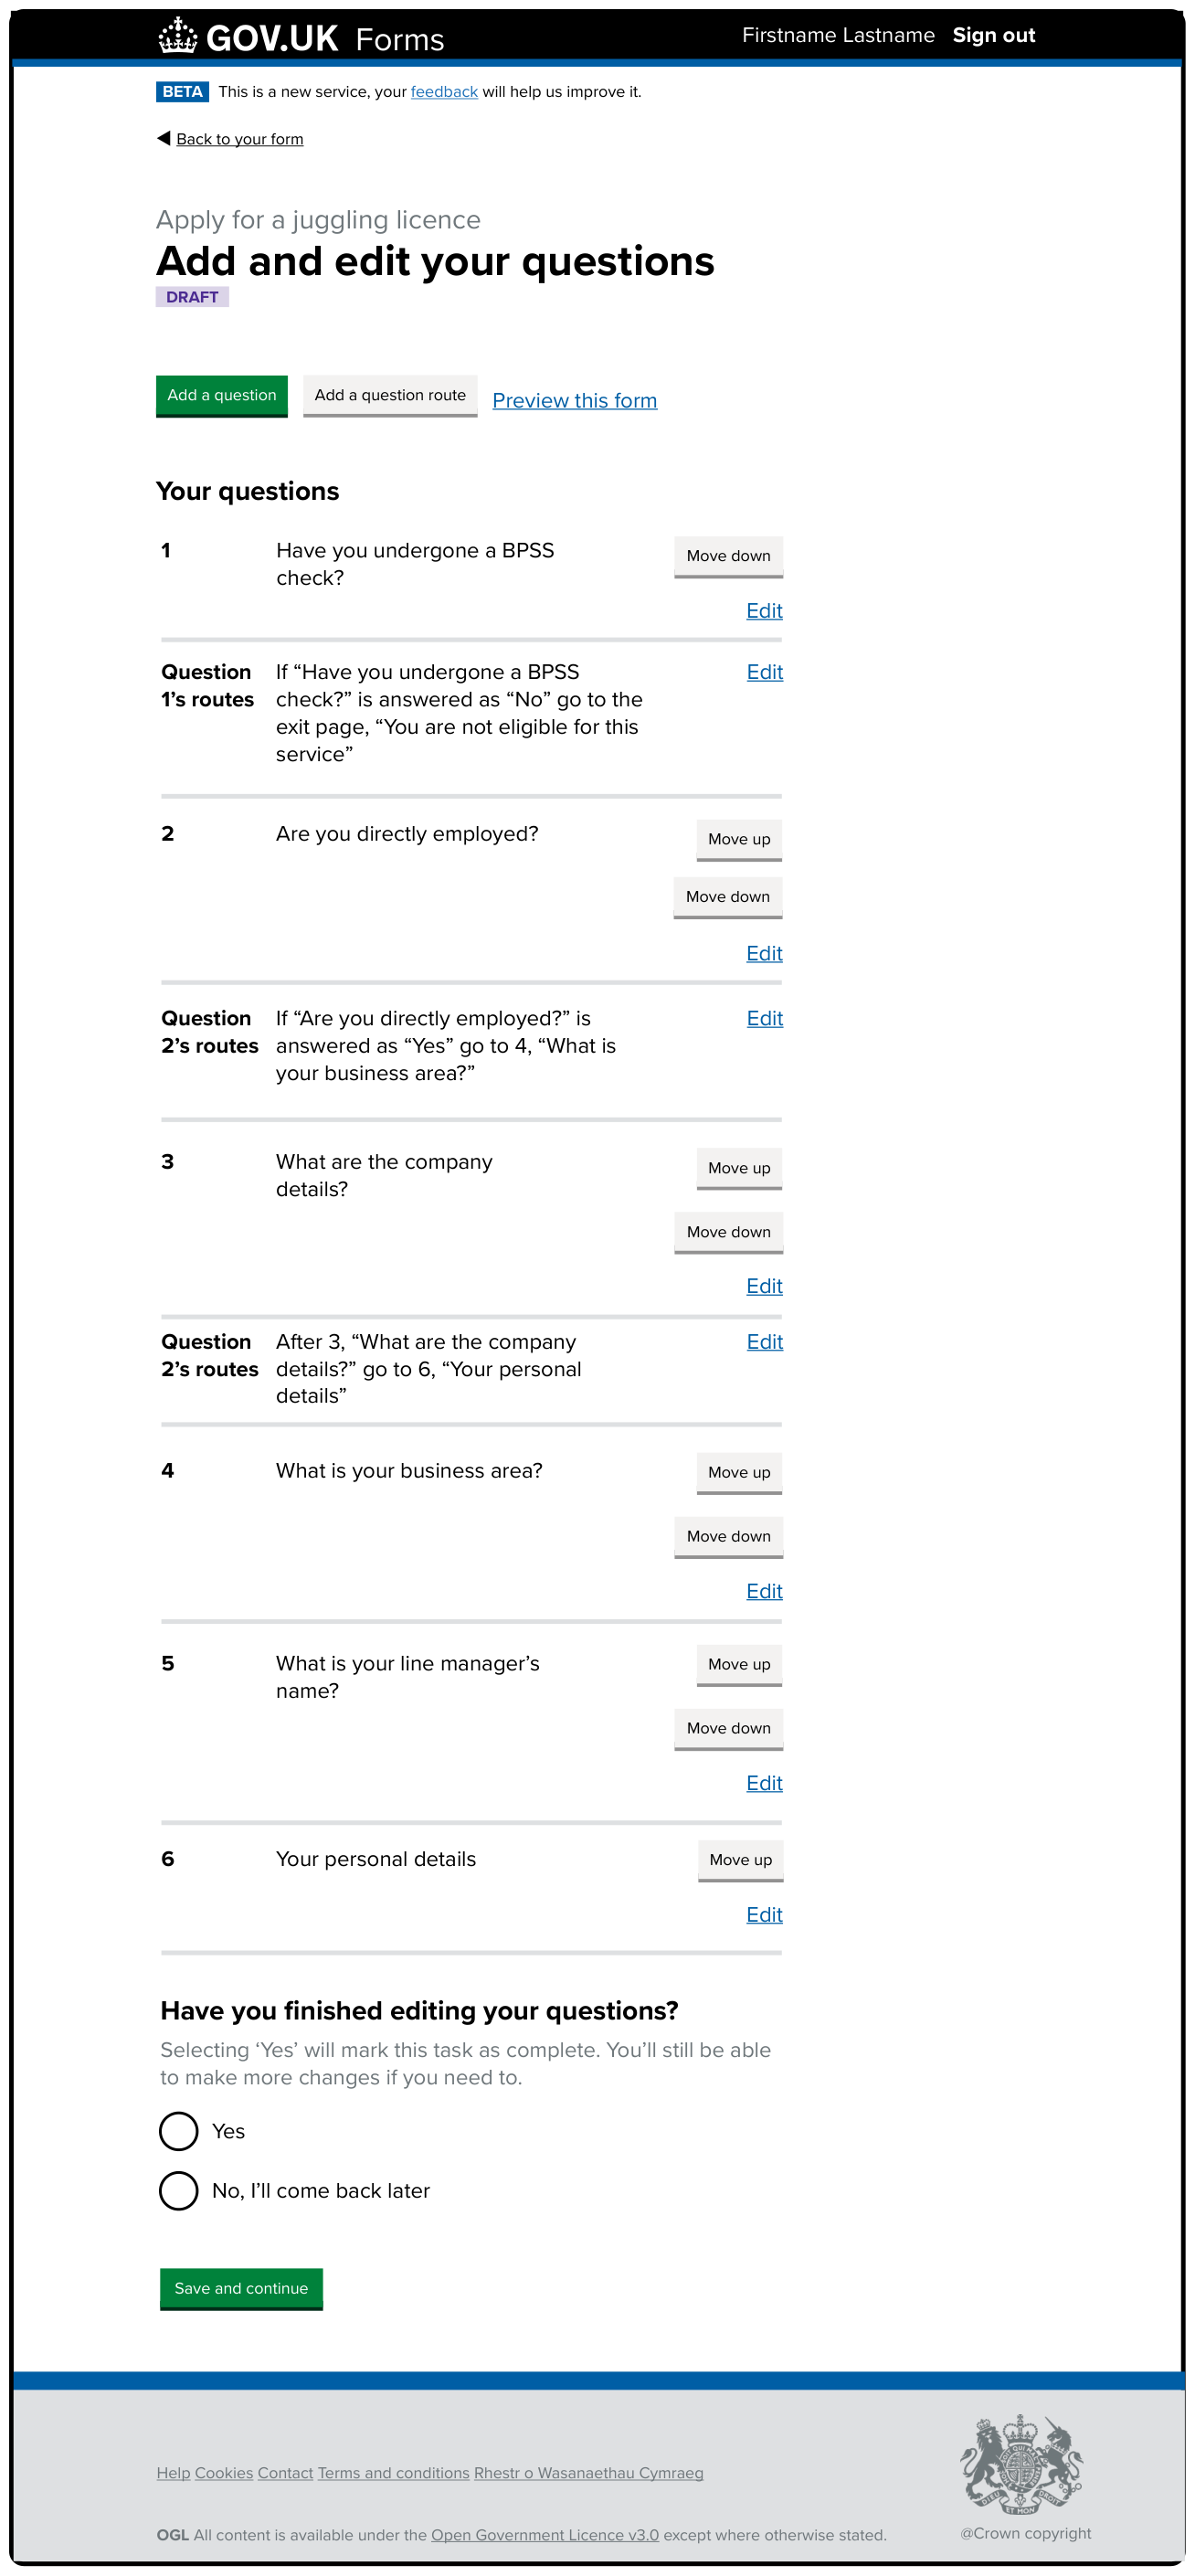 GOV.UK Forms Firstname Lastname Sign out
BETA This is a new service, your feedback will help us improve it.
Back to your form
Apply for a juggling licence
Add and edit your questions
DRAFT
Add a question Add a question route Preview this form
Your questions
1 Have you undergone a BPSS
check?
Move down
Edit
Question
1’s routes
If “Have you undergone a BPSS
check?” is answered as “No” go to the
exit page, “You are not eligible for this
service”
Edit
2 Are you directly employed?
Move up
Move down
Edit
Question
2’s routes
If “Are you directly employed?” is
answered as “Yes” go to 4, “What is
your business area?”
Edit
3 What are the company
details?
Move up
Move down
Edit
Question
2’s routes
After 3, “What are the company
details?” go to 6, “Your personal
details”
Edit
4 What is your business area?
Move up
Move down
Edit
5 What is your line manager’s
name?
Move up
Move down
Edit
6 Your personal details
Move up
Edit
Have you finished editing your questions?
Selecting ‘Yes’ will mark this task as complete. You’ll still be able
to make more changes if you need to.
Yes
No, I’ll come back later
Save and continue
Help Cookies Contact Terms and conditions Rhestr o Wasanaethau Cymraeg
OGL All content is available under the Open Government Licence v3.0 except where otherwise stated.
DIEU ET MON DROIT
@Crown copyright